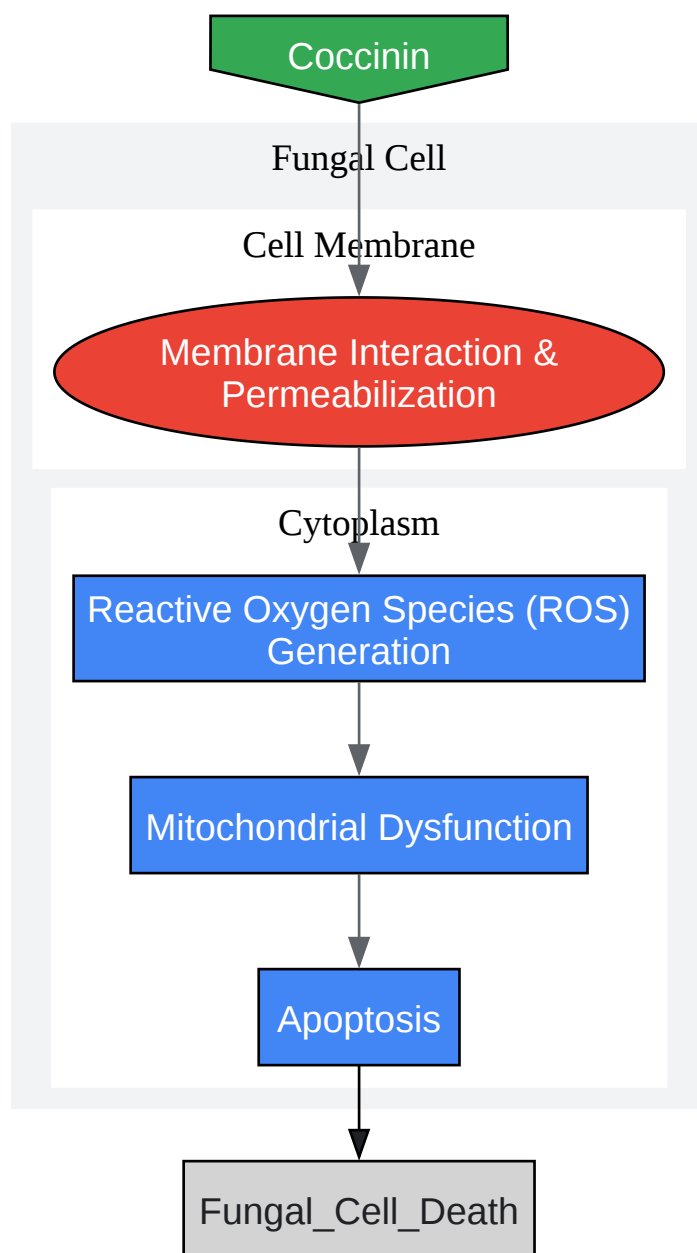 Coccinin
Fungal Cell
Cell Membrane
Membrane Interaction &
Permeabilization
Cytoplasm
Reactive Oxygen Species (ROS)
Generation
Mitochondrial Dysfunction
Apoptosis
Fungal_Cell_Death